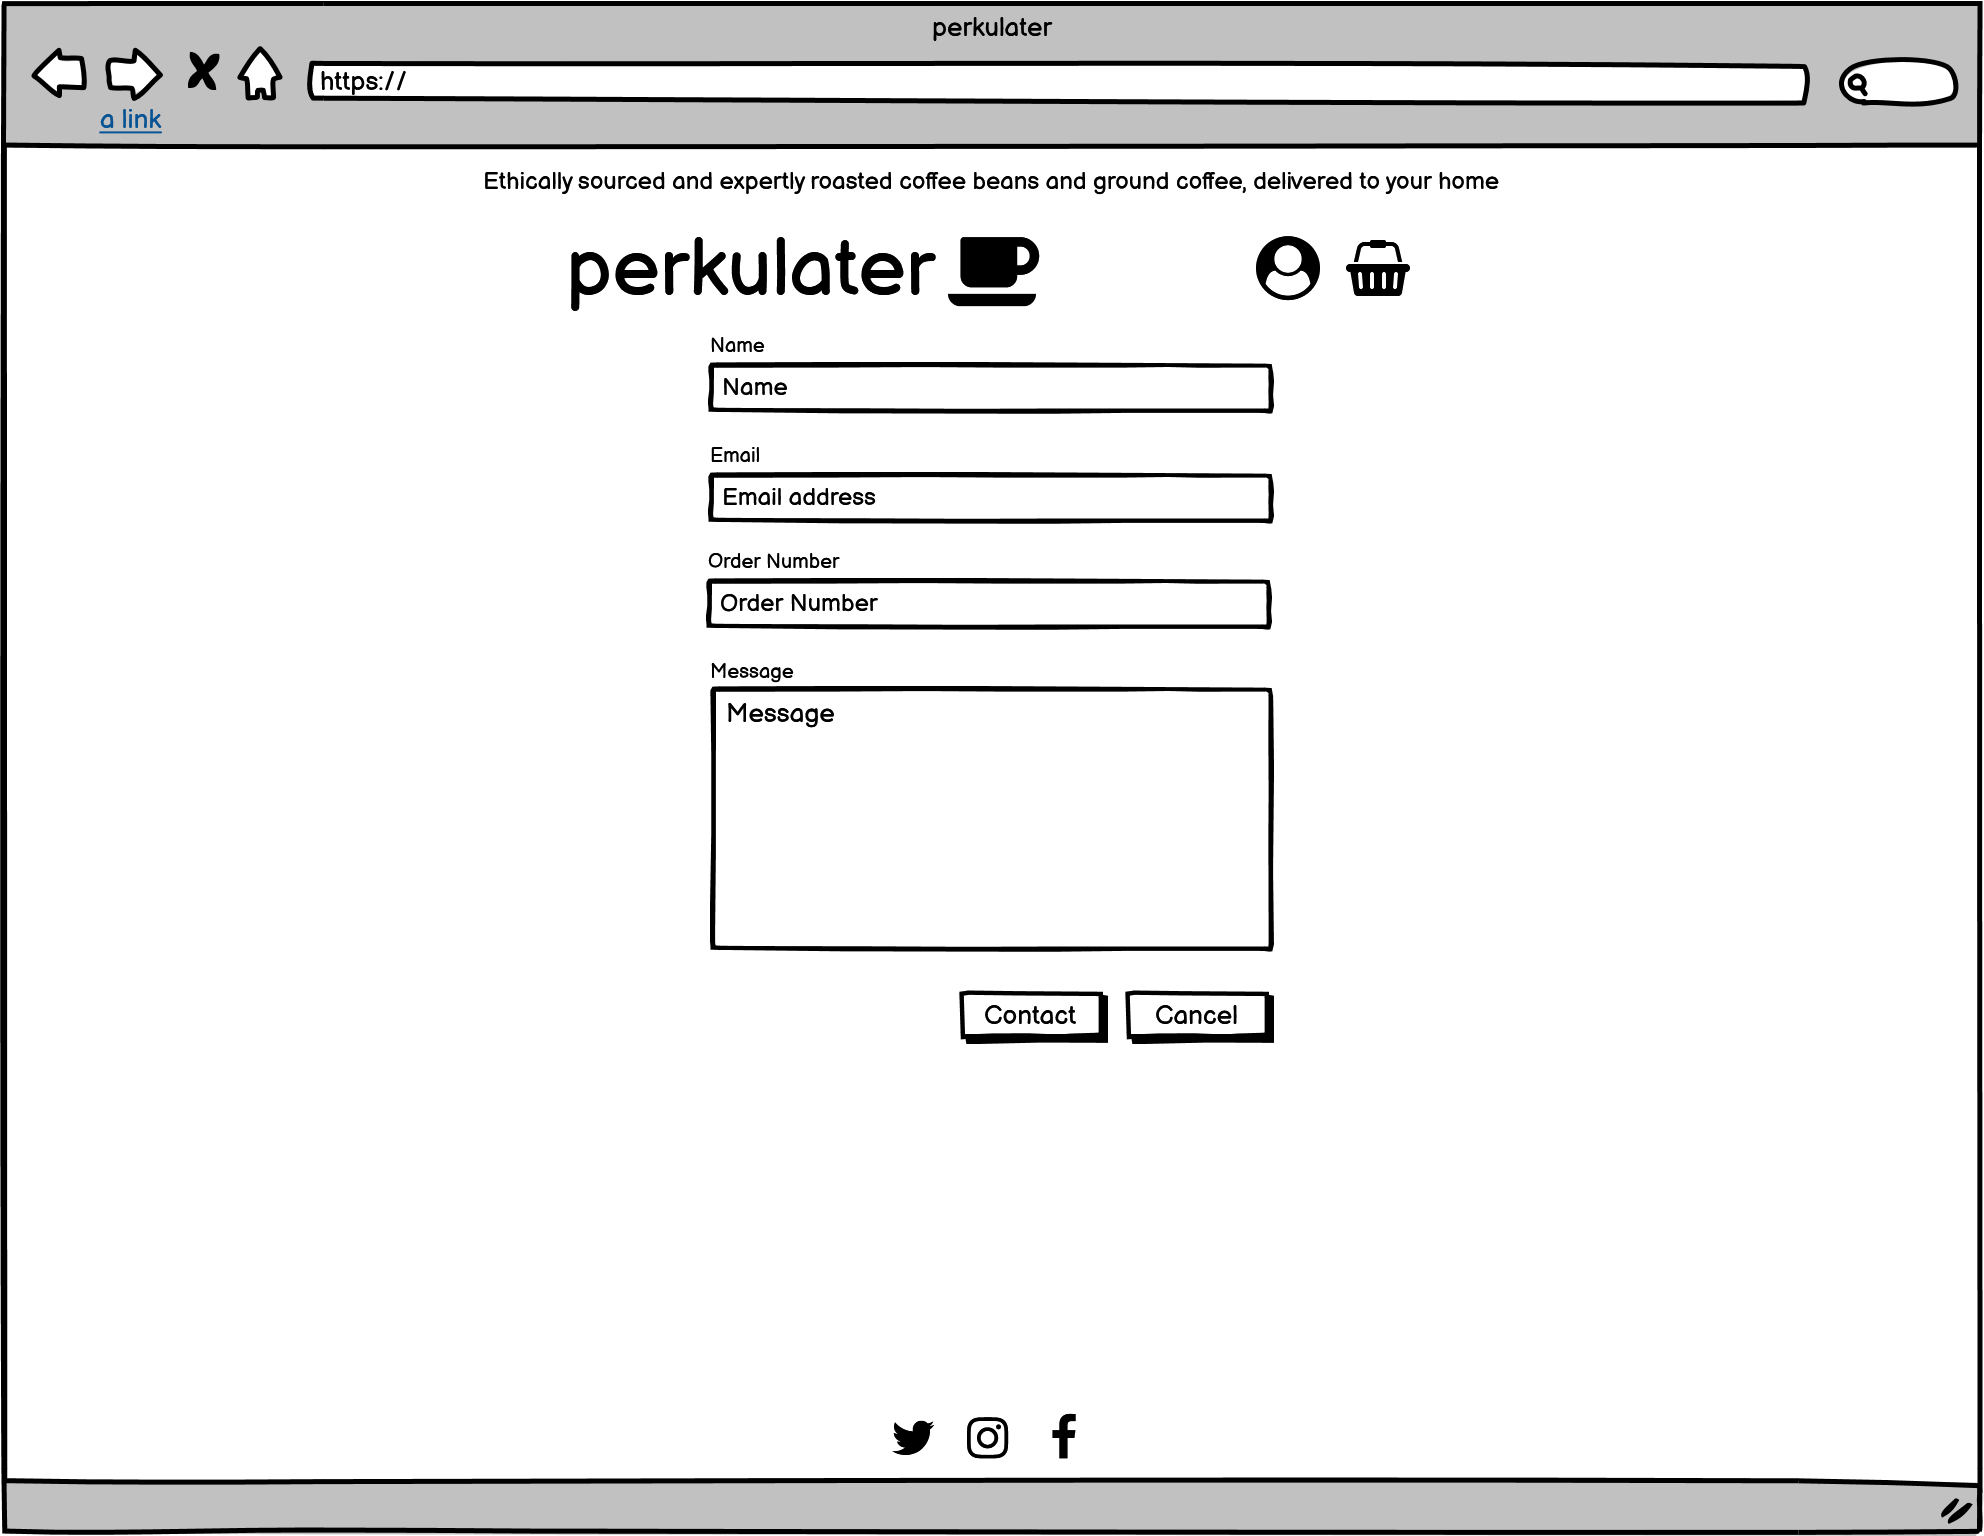 perkulater
https://
a link
Ethically sourced and expertly roasted coffee beans and ground coffee, delivered to your home
perkulater
Name
Name
Email
Email address
Order Number
Order Number
Message
Message
Contact Cancel